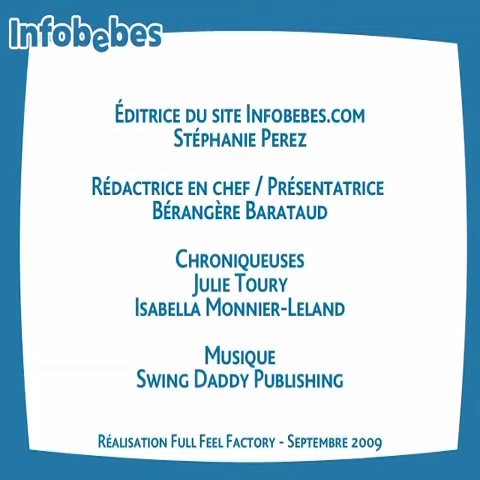 Infobebes
Éditrice du site Infobebes.com
Stéphanie Perez
Rédactrice en chef / Présentatrice
Bérangère Barataud
Chroniqueuses
Julie Toury
Isabella Monnier-Leland
Musique
Swing Daddy Publishing
Réalisation Full Feel Factory - Septembre 2009